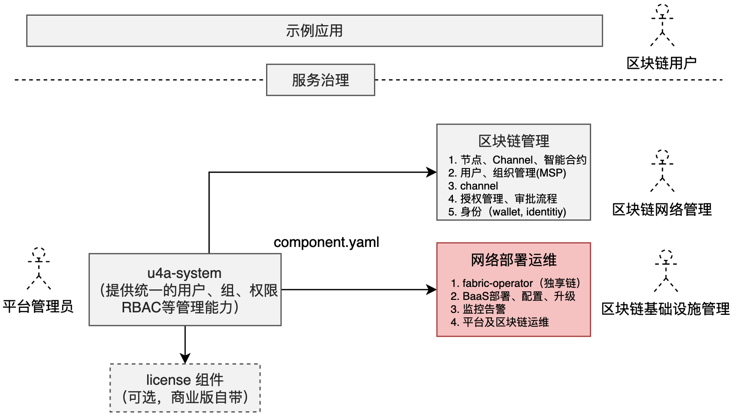 示例应用
区块链用户
服务治理
区块链管理
1. 节点、Channel、智能合约
2. 用户、组织管理(MSP)
3. channel
4. 授权管理、审批流程
5. 身份（wallet, identitiy)
区块链网络管理
component.yaml
网络部署运维
1. fabric-operator（独享链）
2. BaaS部署、配置、升级
3. 监控告警
4. 平台及区块链运维
区块链基础设施管理
平台管理员
u4a-system
（提供统一的用户、组、权限
RBAC等管理能力）
license 组件
（可选，商业版自带）